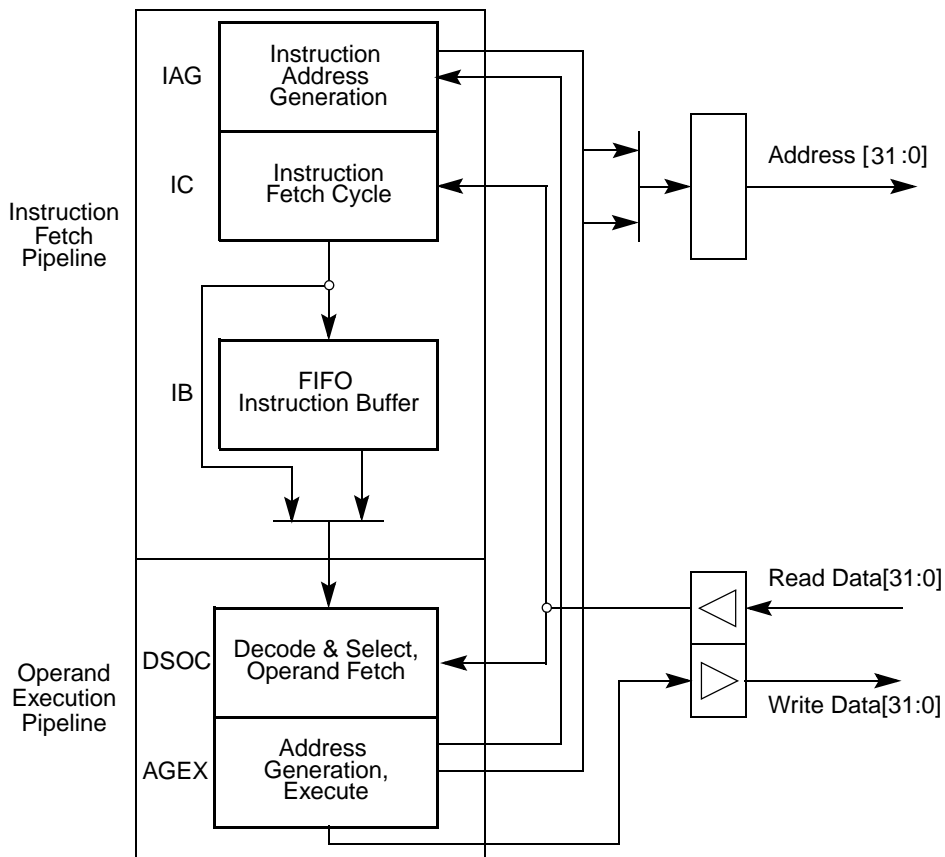 IAG
Instruction
Address
Generation
IC
Instruction
Fetch Cycle
Address [31:0]
Instruction
Fetch
Pipeline
IB
FIFO
Instruction Buffer
Read Data[31:0]
DSOC
Decode & Select,
Operand Fetch
Operand
Execution
Pipeline
Write Data[31:0]
AGEX
Address
Generation,
Execute